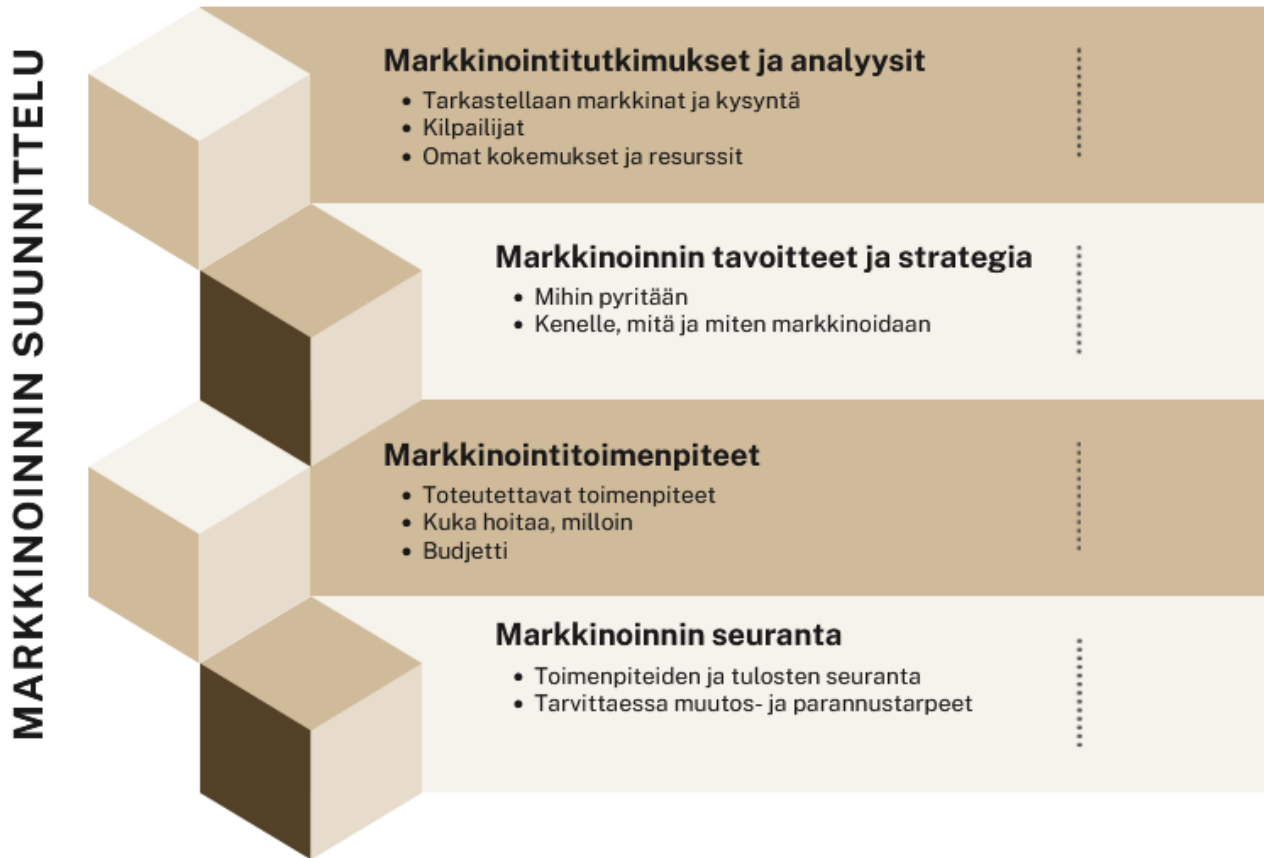 MARKKINOINNIN SUUNNITTELU
Markkinointitutkimukset ja analyysit
• Tarkastellaan markkinat ja kysyntä
• Kilpailijat
• Omat kokemukset ja resurssit
Markkinoinnin tavoitteet ja strategia
• Mihin pyritään
• Kenelle, mitä ja miten markkinoidaan
Markkinointitoimenpiteet
• Toteutettavat toimenpiteet
• Kuka hoitaa, milloin
• Budjetti
Markkinoinnin seuranta
• Toimenpiteiden ja tulosten seuranta
• Tarvittaessa muutos- ja parannustarpeet